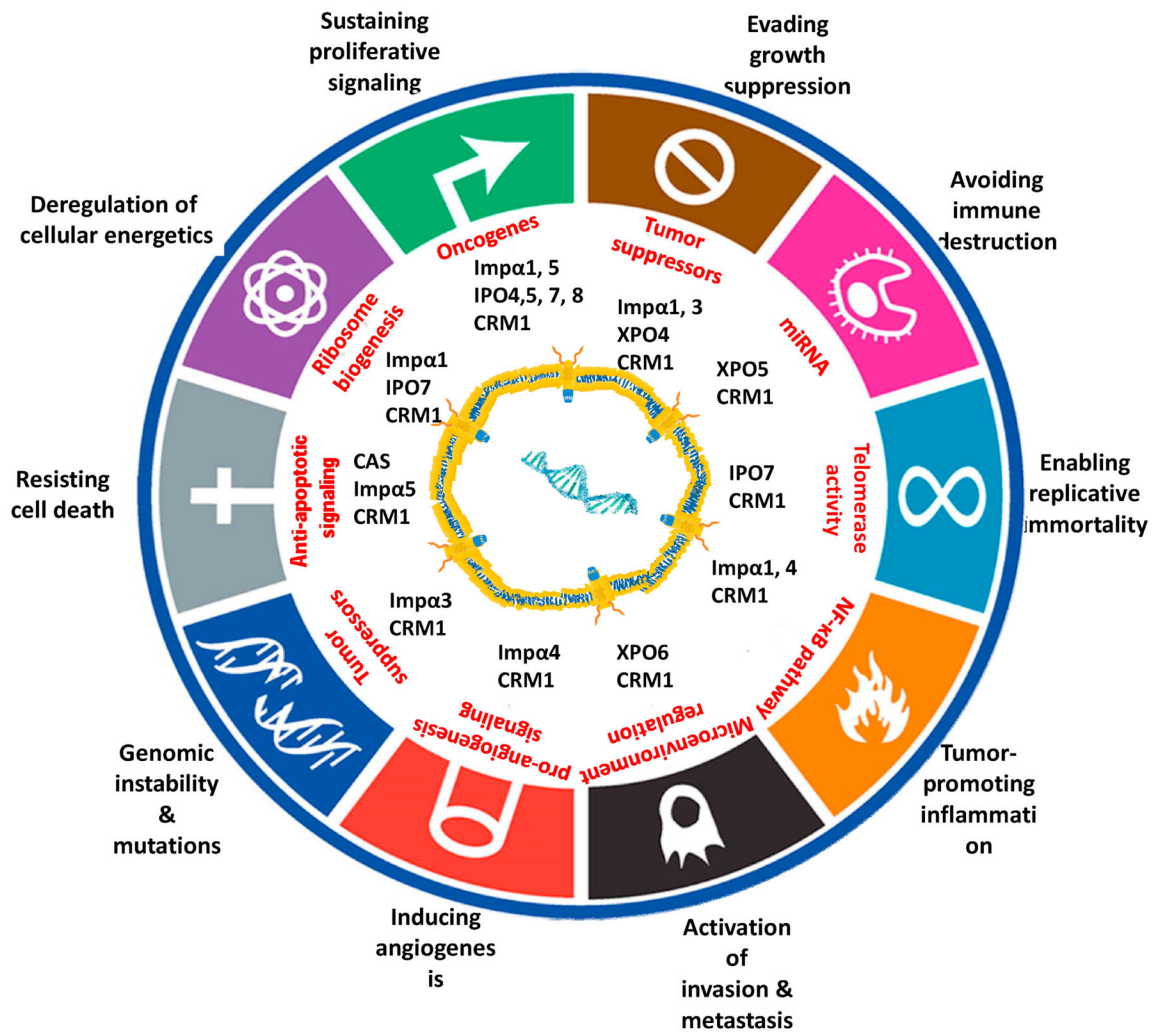 Sustaining
proliferative
signaling
Evading
growth
suppression
Avoiding
immune
destruction
Enabling
replicative
immortality
Tumor-
promoting
inflammati
on
Activation
of
invasion &
metastasis
Inducing
angiogenes
is
Genomic
instability
&
mutations
Resisting
cell death
Deregulation of
cellular energetics
Oncogenes
Impα1, 5
IPO4,5, 7, 8
CRM1
Tumor
suppressors
Impα1, 3
XPO4
CRM1
miRNA
XPO5
CRM1
Telomerase
activity
IPO7
CRM1
NF-κB pathway
Impα1, 4
CRM1
Microenvironment
regulation
XPO6
CRM1
pro-angiogenesis
signaling
Impα4
CRM1
Tumor
suppressors
Impα3
CRM1
Anti-apoptotic
signaling
CAS
Impα5
CRM1
Ribosome
biogenesis
Impα1
IPO7
CRM1